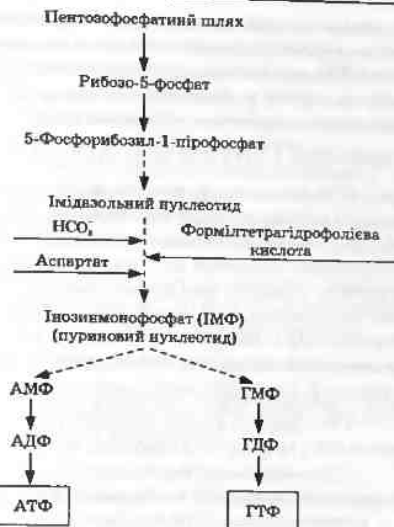 Пентозофосфатний шлях
Рибозо-5-фосфат
5-Фосфорибозил-1-пірофосфат
Імідазольний нуклеотид
HCO₃⁻
Формілтетрагідрофолієва
кислота
Аспартат
Інозинмонофосфат (ІМФ)
(пуриновий нуклеотид)
АМФ ГМФ
АДФ ГДФ
АТФ ГТФ